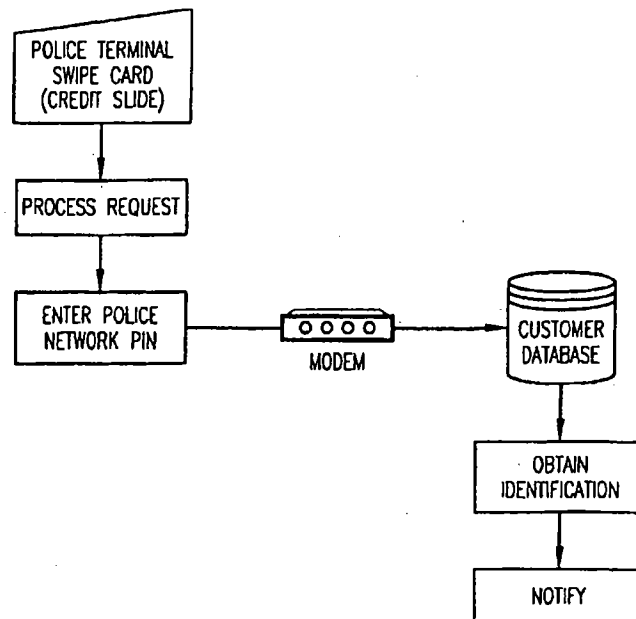 POLICE TERMINAL
SWIPE CARD
(CREDIT SLIDE)
PROCESS REQUEST
ENTER POLICE
NETWORK PIN
MODEM
CUSTOMER
DATABASE
OBTAIN
IDENTIFICATION
NOTIFY